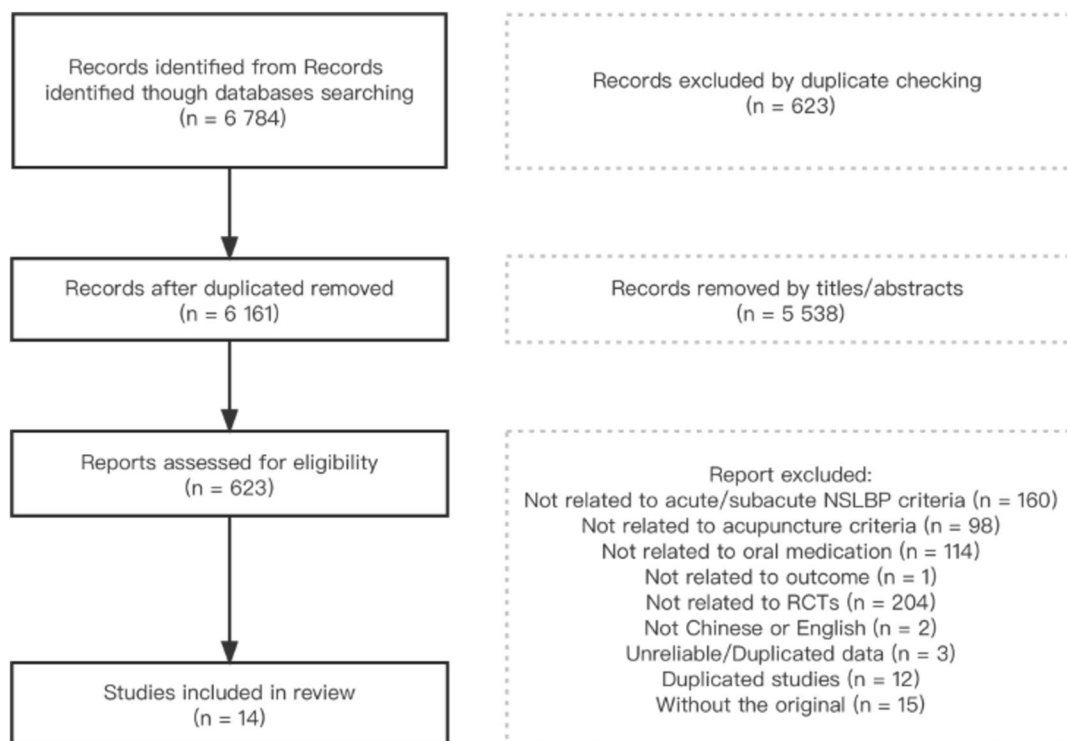 Records identified from Records
identified though databases searching
(n = 6 784)
Records excluded by duplicate checking
(n = 623)
Records after duplicated removed
(n = 6 161)
Records removed by titles/abstracts
(n = 5 538)
Reports assessed for eligibility
(n = 623)
Report excluded:
Not related to acute/subacute NSLBP criteria (n = 160)
Not related to acupuncture criteria (n = 98)
Not related to oral medication (n = 114)
Not related to outcome (n = 1)
Not related to RCTs (n = 204)
Not Chinese or English (n = 2)
Unreliable/Duplicated data (n = 3)
Duplicated studies (n = 12)
Without the original (n = 15)
Studies included in review
(n = 14)